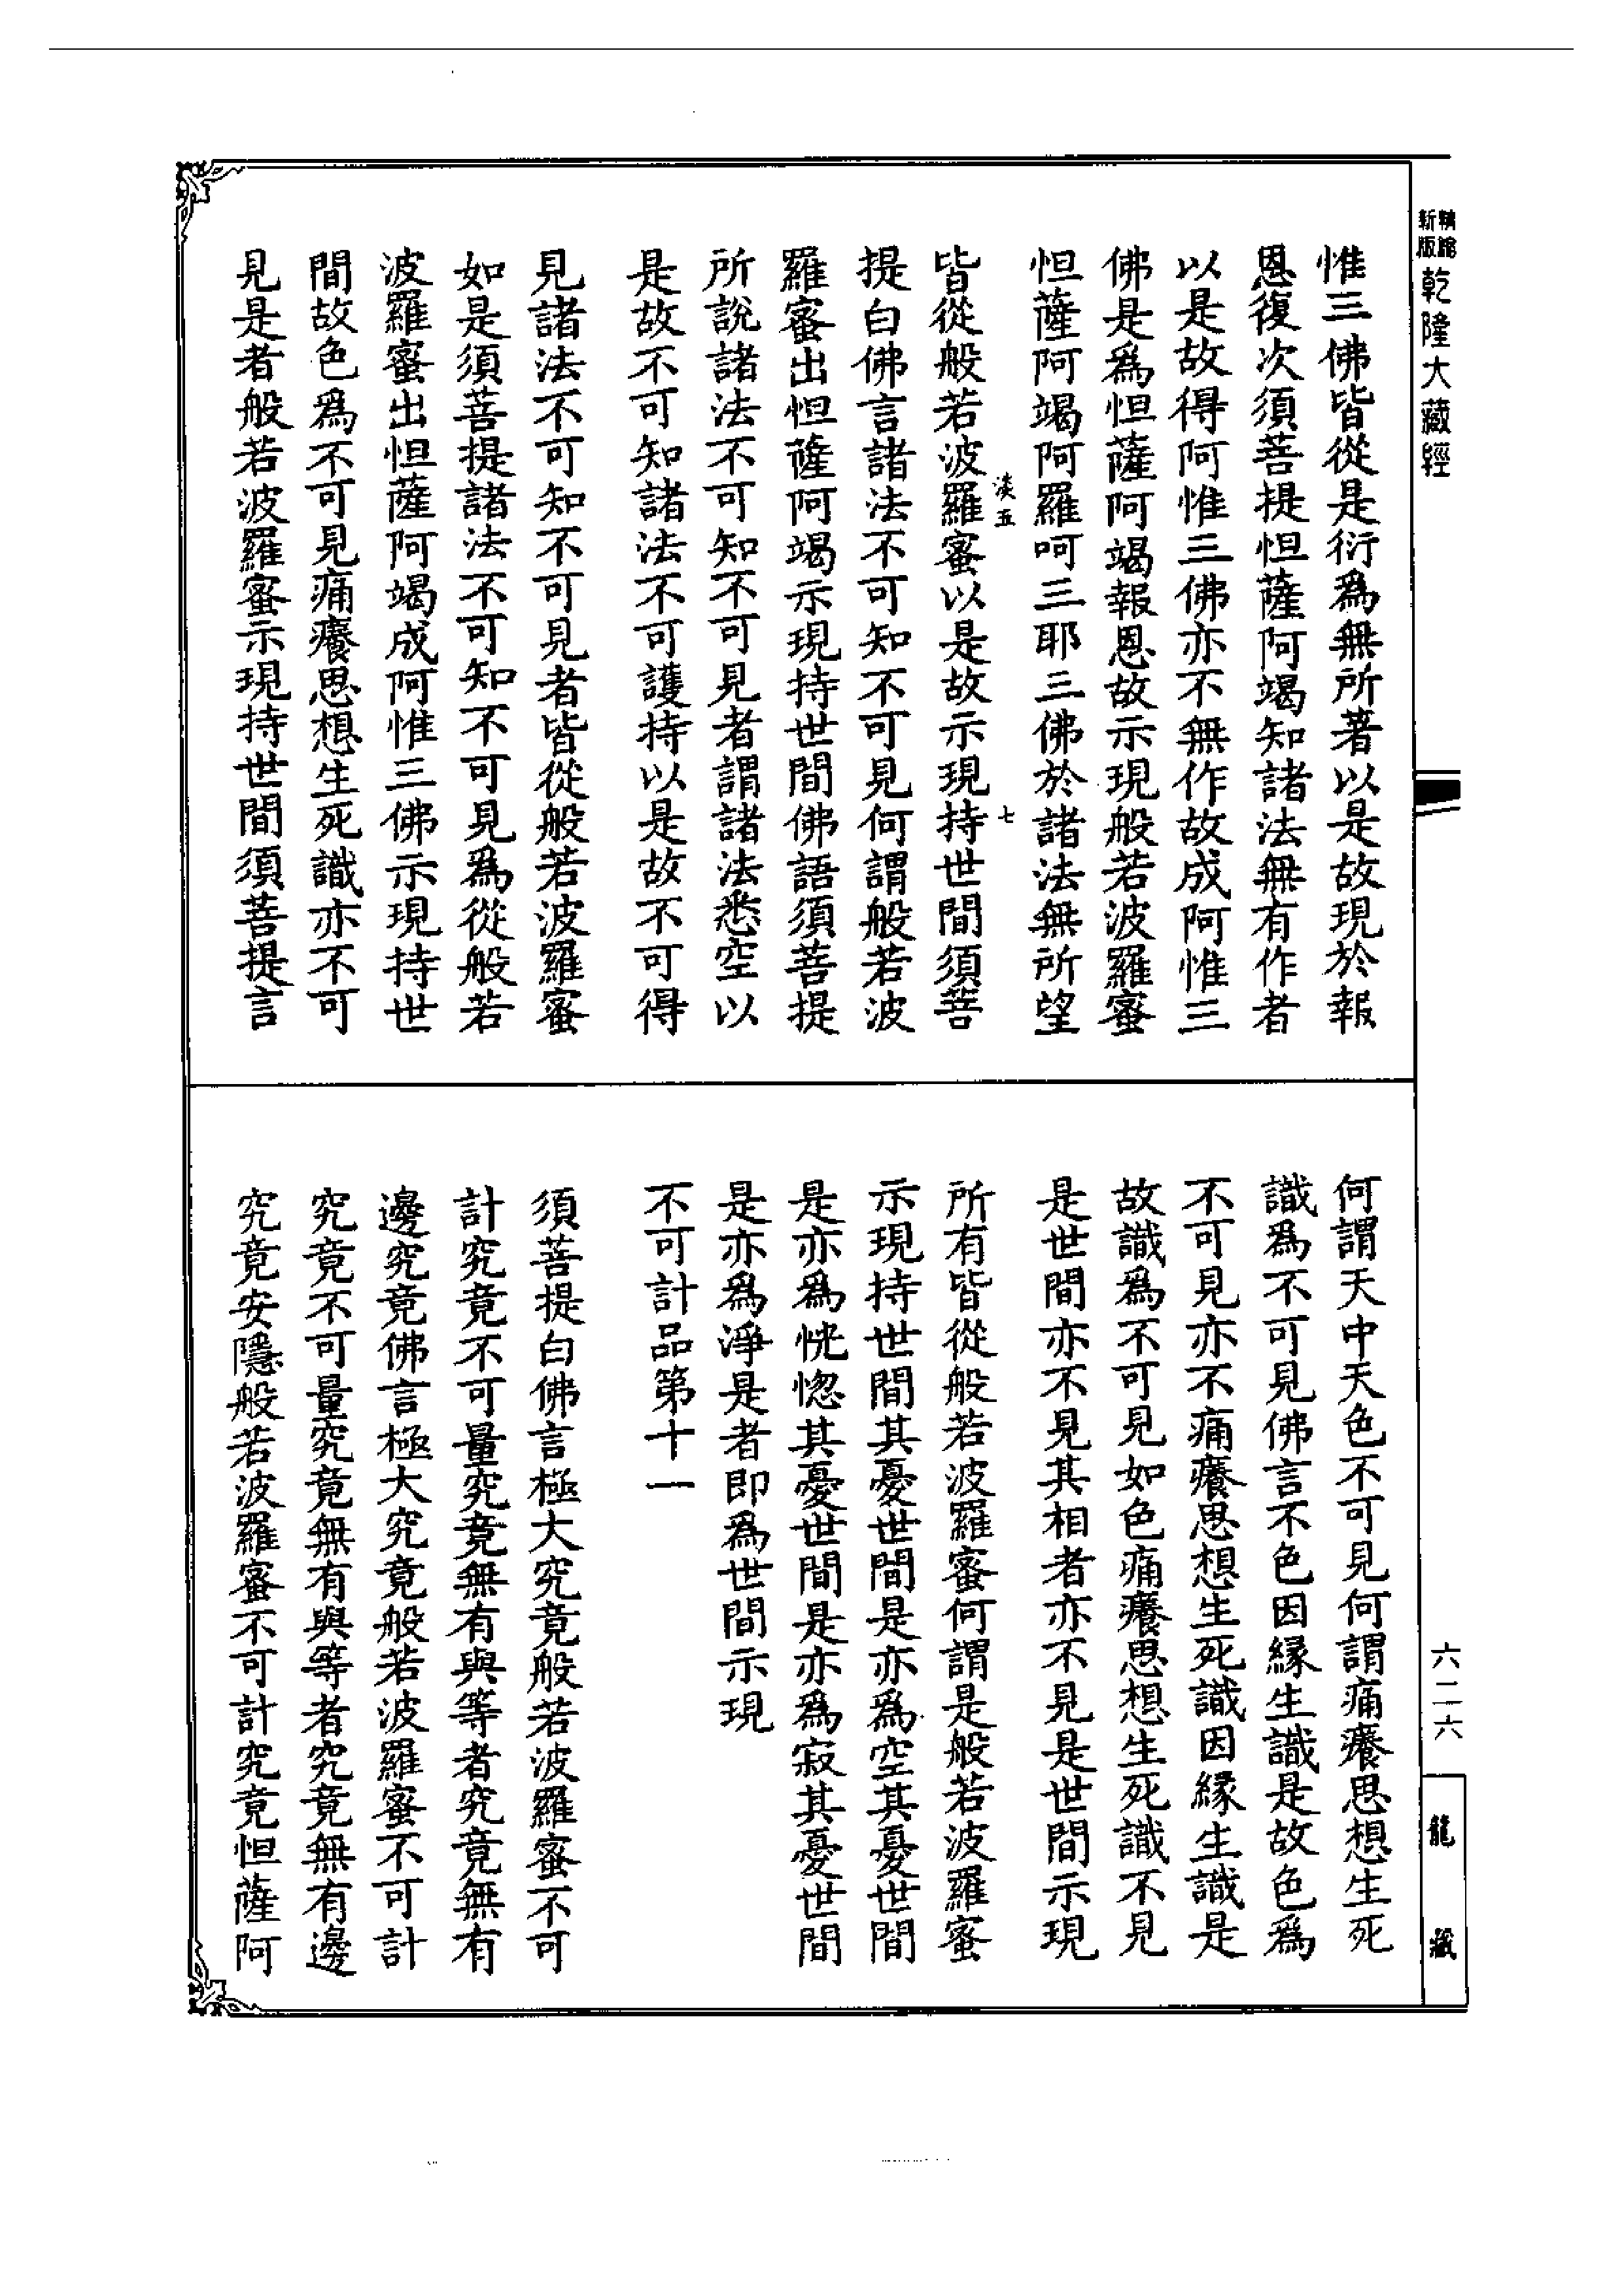 精縮
新版
乾隆大藏經
惟三佛皆從是衍爲無所著以是故現於報
恩復次須菩提怛薩阿竭知諸法無有作者
以是故得阿惟三佛亦不無作故成阿惟三
佛是爲怛薩阿竭報恩故示現般若波羅蜜
怛薩阿竭阿羅呵三耶三佛於諸法無所望
淡五
七
皆從般若波羅蜜以是故示現持世間須菩
提白佛言諸法不可知不可見何謂般若波
羅蜜出怛薩阿竭示現持世間佛語須菩提
所說諸法不可知不可見者謂諸法悉空以
是故不可知諸法不可護持以是故不可得
見諸法不可知不可見者皆從般若波羅蜜
如是須菩提諸法不可知不可見爲從般若
波羅蜜出怛薩阿竭成阿惟三佛示現持世
間故色爲不可見痛癢思想生死識亦不可
見是者般若波羅蜜示現持世間須菩提言
何謂天中天色不可見何謂痛癢思想生死
識爲不可見佛言不色因緣生識是故色爲
不可見亦不痛癢思想生死識因緣生識是
故識爲不可見如色痛癢思想生死識不見
是世間亦不見其相者亦不見是世間示現
所有皆從般若波羅蜜何謂是般若波羅蜜
示現持世間其憂世間是亦爲空其憂世間
是亦爲恍惚其憂世間是亦爲寂其憂世間
是亦爲淨是者即爲世間示現
不可計品第十一
須菩提白佛言極大究竟般若波羅蜜不可
計究竟不可量究竟無有與等者究竟無有
邊究竟佛言極大究竟般若波羅蜜不可計
究竟不可量究竟無有與等者究竟無有邊
究竟安隱般若波羅蜜不可計究竟怛薩阿
六二六
龍藏